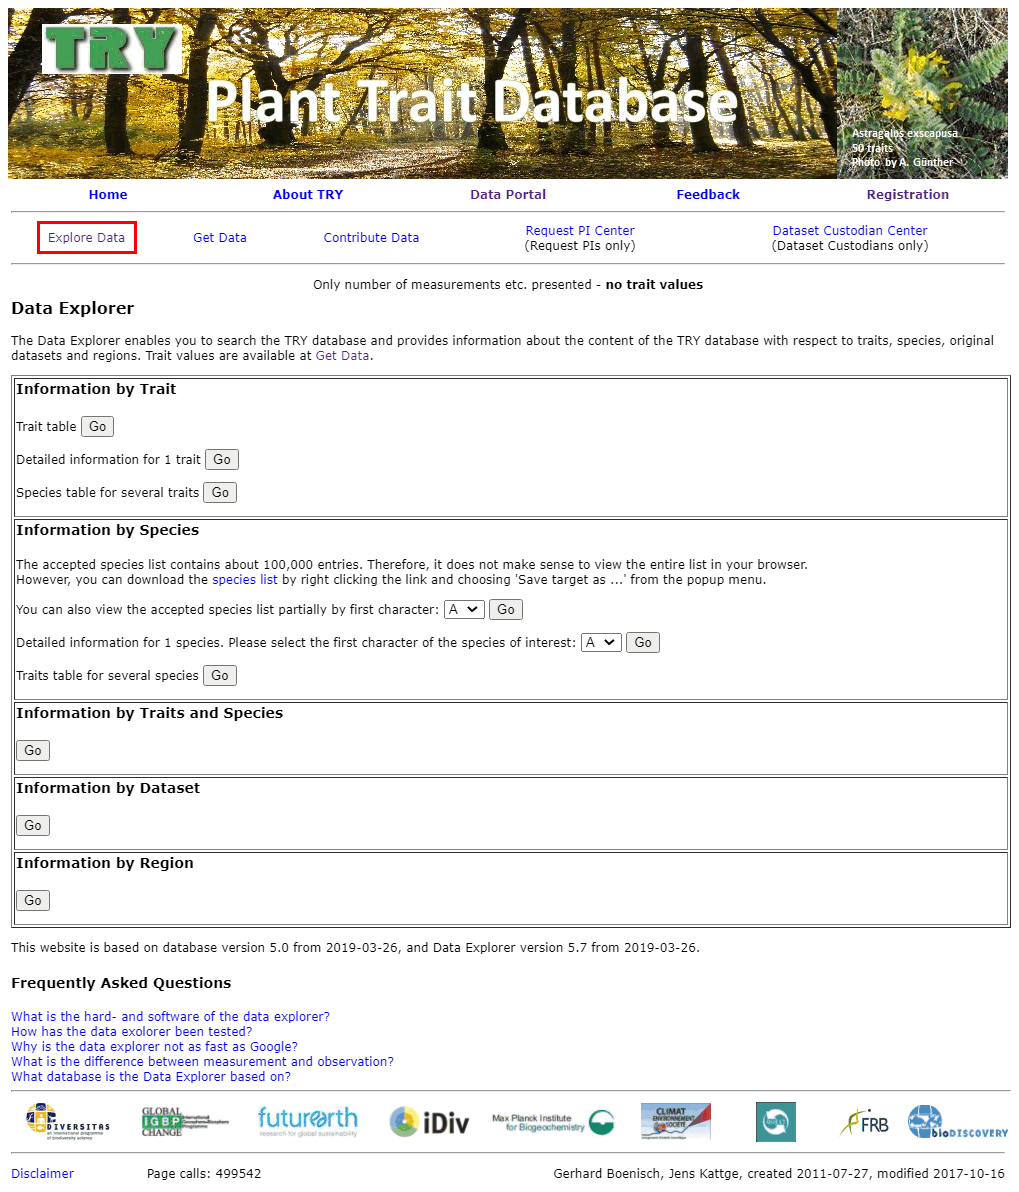 TRY
Plant Trait Database
Astragalus exscapusa
50 traits
Photo by A. Günther
Home About TRY Data Portal Feedback Registration
Explore Data Get Data Contribute Data Request PI Center Dataset Custodian Center
(Request PIs only) (Dataset Custodians only)
Only number of measurements etc. presented - no trait values
Data Explorer
The Data Explorer enables you to search the TRY database and provides information about the content of the TRY database with respect to traits, species, original
datasets and regions. Trait values are available at Get Data.
Information by Trait
Trait table Go
Detailed information for 1 trait Go
Species table for several traits Go
Information by Species
The accepted species list contains about 100,000 entries. Therefore, it does not make sense to view the entire list in your browser.
However, you can download the species list by right clicking the link and choosing 'Save target as ...' from the popup menu.
You can also view the accepted species list partially by first character: A Go
Detailed information for 1 species. Please select the first character of the species of interest: A Go
Traits table for several species Go
Information by Traits and Species
Go
Information by Dataset
Go
Information by Region
Go
This website is based on database version 5.0 from 2019-03-26, and Data Explorer version 5.7 from 2019-03-26.
Frequently Asked Questions
What is the hard- and software of the data explorer?
How has the data exolorer been tested?
Why is the data explorer not as fast as Google?
What is the difference between measurement and observation?
What database is the Data Explorer based on?
DIVERSITAS
an international programme
of biodiversity science
GLOBAL
IGBP
CHANGE
International
Geosphere-Biosphere
Programme
futurearth
research for global sustainability
iDiv
Max Planck Institute
for Biogeochemistry
CLIMAT
ENVIRONNEMENT
SOCIÉTÉ
FRB
bioDISCOVERY
Disclaimer Page calls: 499542 Gerhard Boenisch, Jens Kattge, created 2011-07-27, modified 2017-10-16